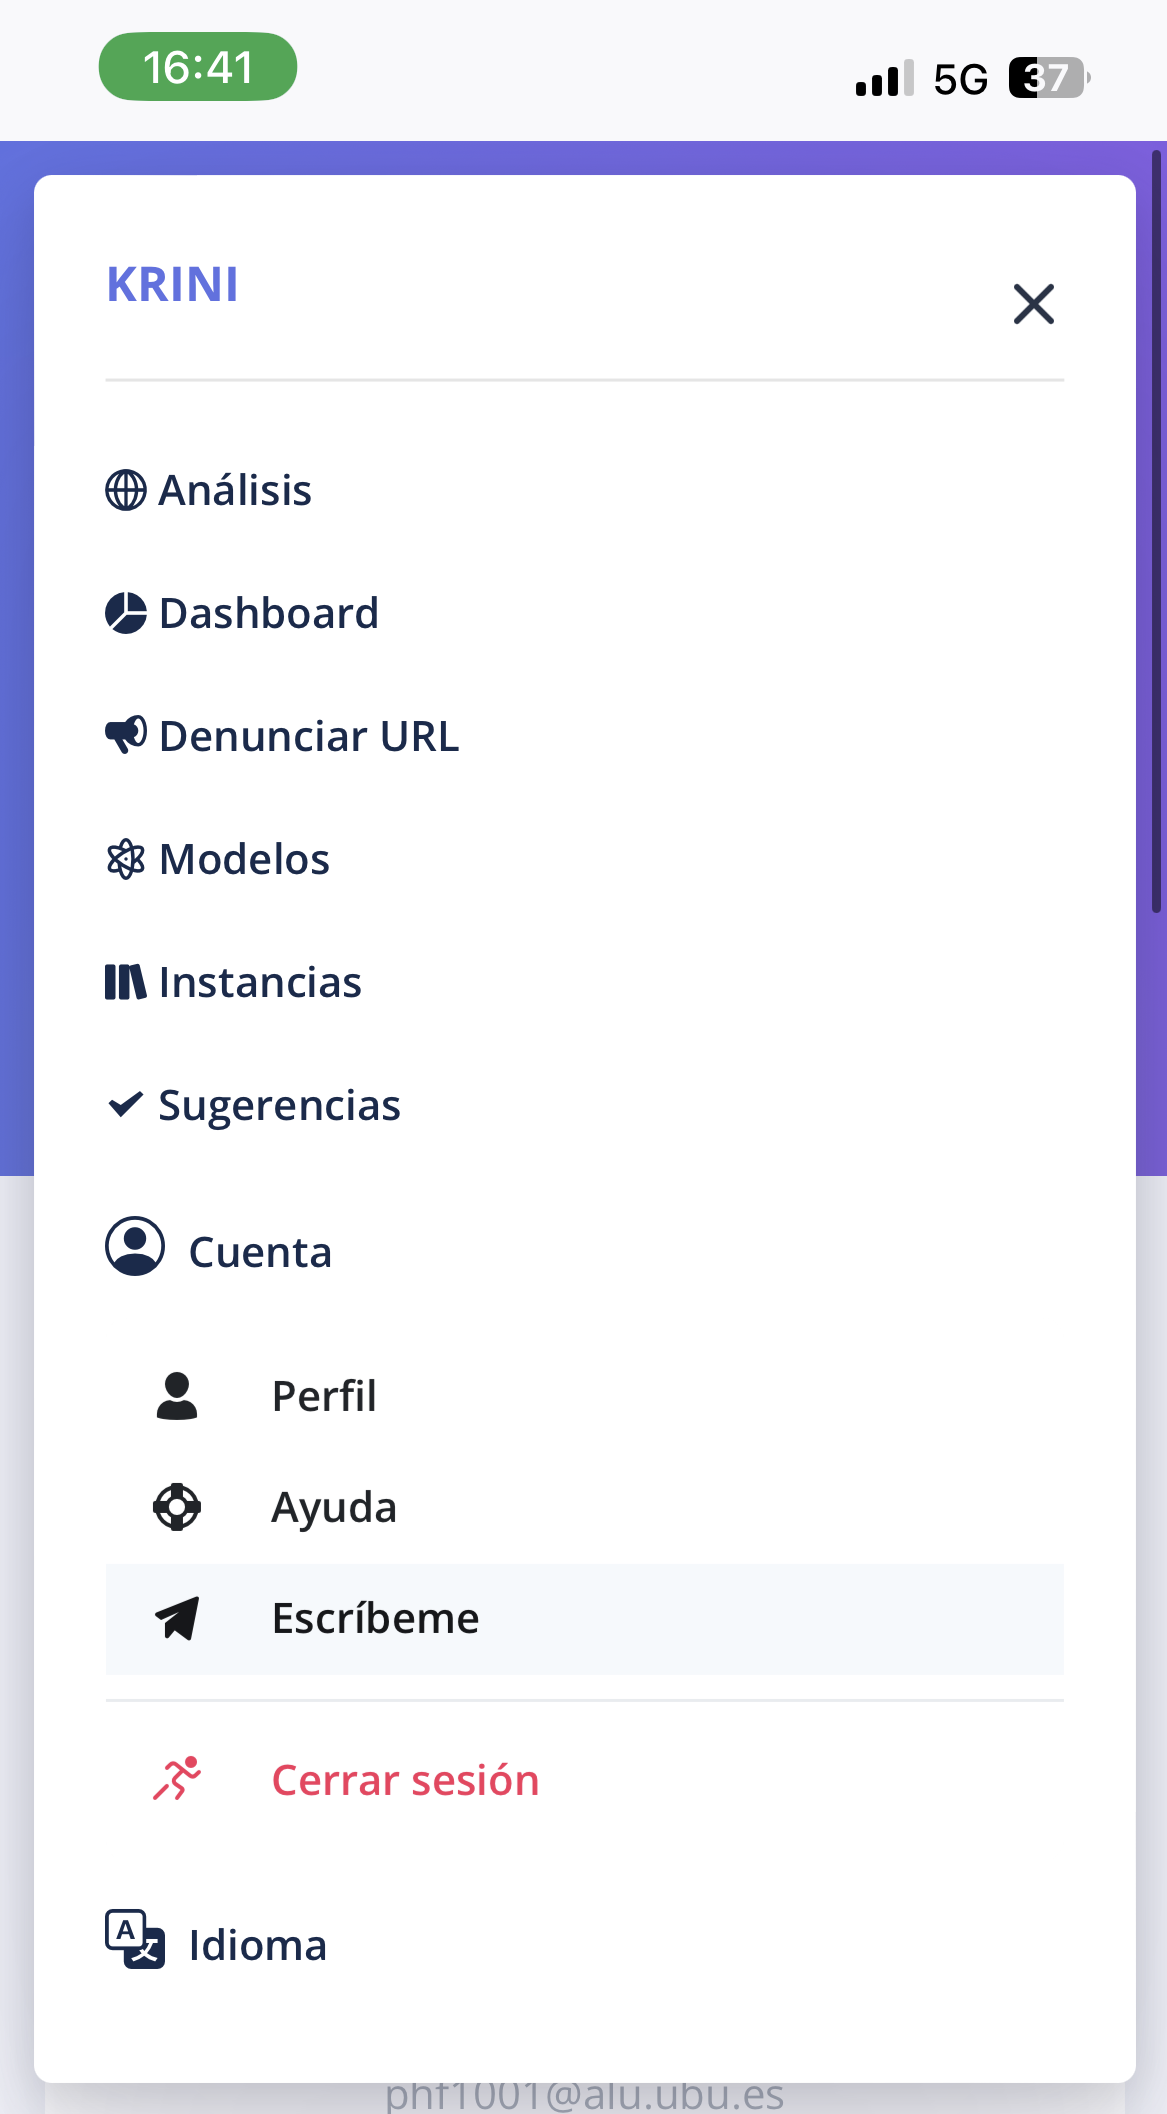 16:41
5G 37
KRINI
Análisis
Dashboard
Denunciar URL
Modelos
Instancias
Sugerencias
Cuenta
Perfil
Ayuda
Escríbeme
Cerrar sesión
A 文 Idioma
phf1001@alu.ubu.es